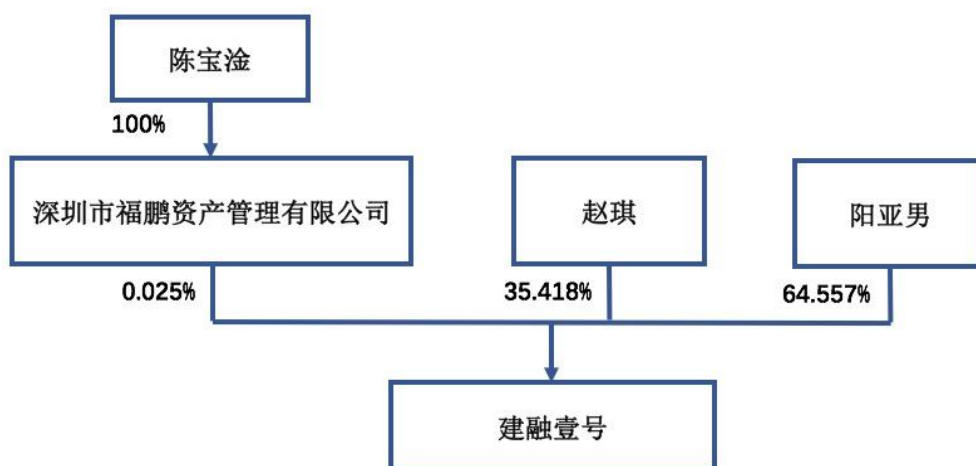 陈宝淦
100%
深圳市福鹏资产管理有限公司
赵琪
阳亚男
0.025%
35.418%
64.557%
建融壹号